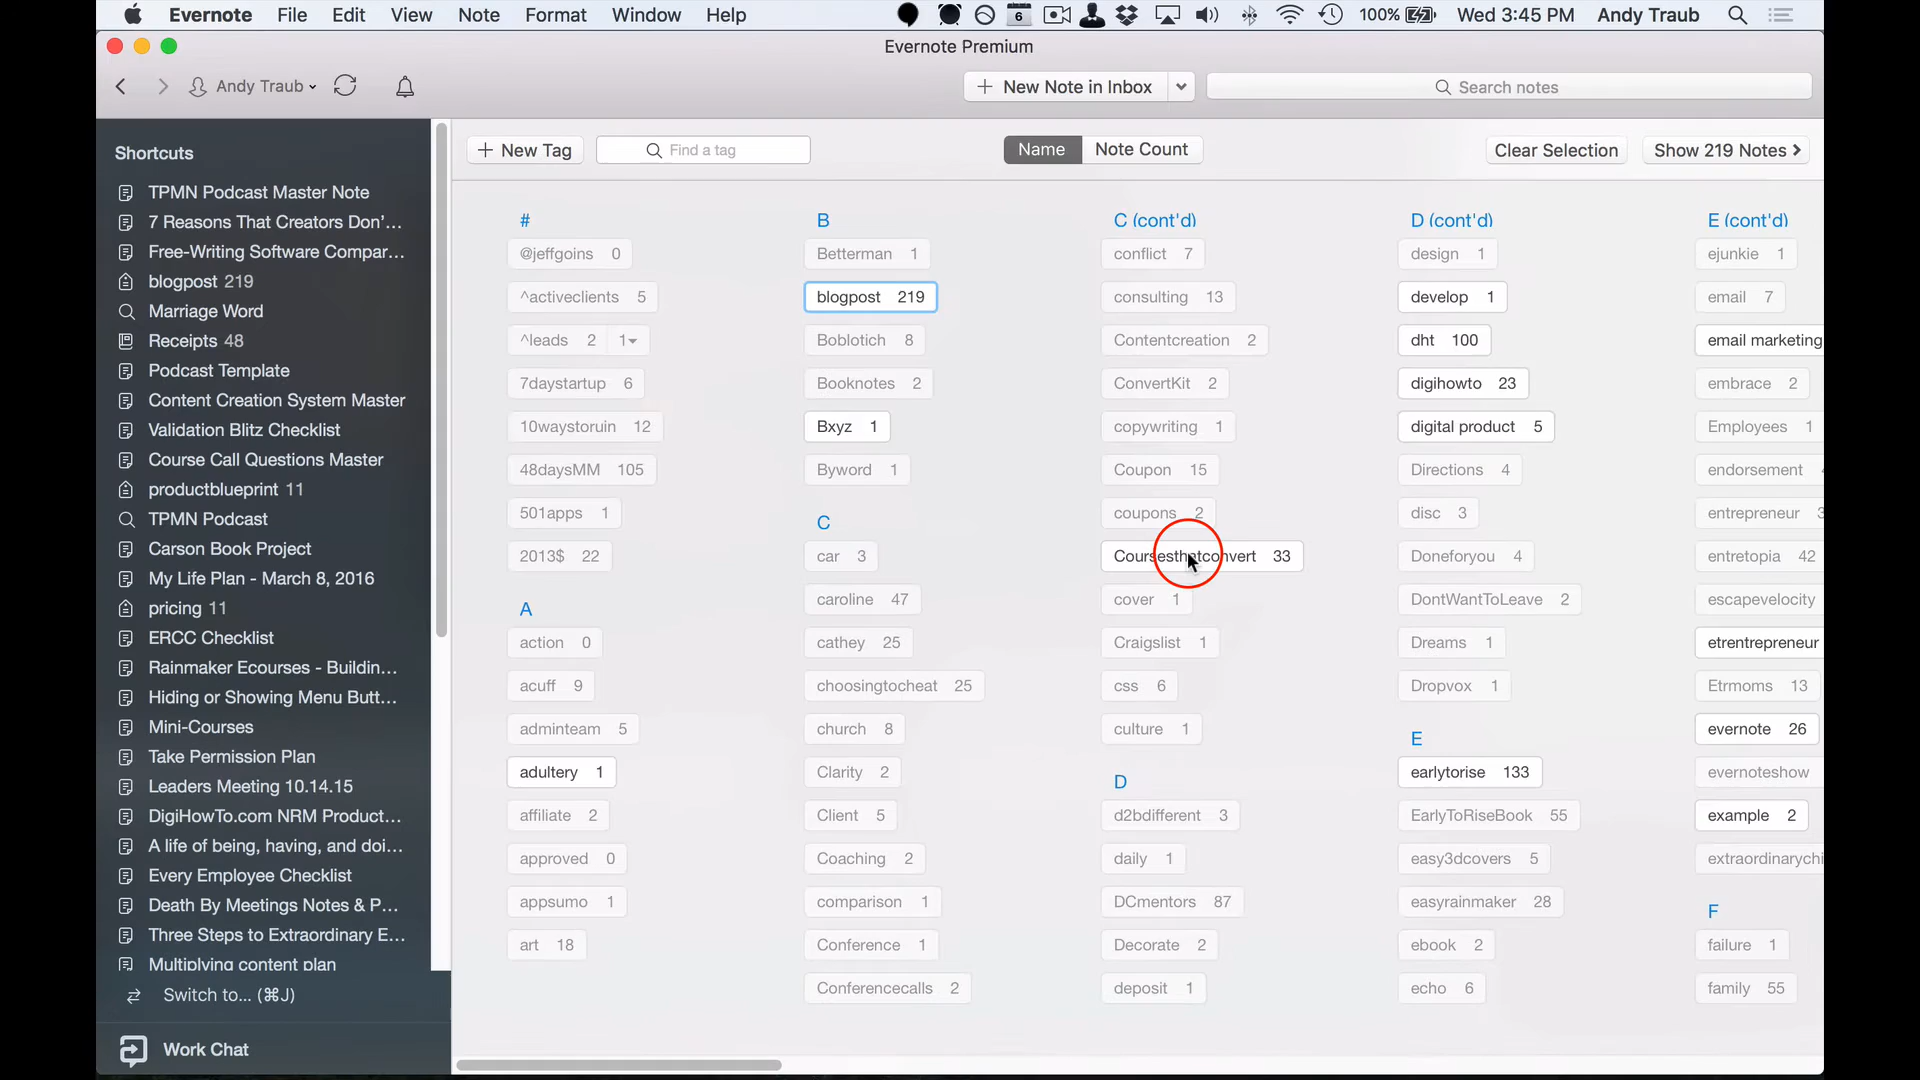 Evernote File Edit View Note Format Window Help 6 100% Wed 3:45 PM Andy Traub
Evernote Premium
Andy Traub
+ New Note in Inbox
Search notes
Shortcuts
TPMN Podcast Master Note
7 Reasons That Creators Don’…
Free-Writing Software Compar…
blogpost 219
Marriage Word
Receipts 48
Podcast Template
Content Creation System Master
Validation Blitz Checklist
Course Call Questions Master
productblueprint 11
TPMN Podcast
Carson Book Project
My Life Plan - March 8, 2016
pricing 11
ERCC Checklist
Rainmaker Ecourses - Buildin…
Hiding or Showing Menu Butt…
Mini-Courses
Take Permission Plan
Leaders Meeting 10.14.15
DigiHowTo.com NRM Product…
A life of being, having, and doi…
Every Employee Checklist
Death By Meetings Notes & P…
Three Steps to Extraordinary E…
Multiplying content plan
Switch to... (⌘J)
Work Chat
+ New Tag
Find a tag
Name Note Count
Clear Selection
Show 219 Notes
#
@jeffgoins 0
^activeclients 5
^leads 2 1
7daystartup 6
10waystoruin 12
48daysMM 105
501apps 1
2013$ 22
A
action 0
acuff 9
adminteam 5
adultery 1
affiliate 2
approved 0
appsumo 1
art 18
B
Betterman 1
blogpost 219
Boblotich 8
Booknotes 2
Bxyz 1
Byword 1
C
car 3
caroline 47
cathey 25
choosingtocheat 25
church 8
Clarity 2
Client 5
Coaching 2
comparison 1
Conference 1
Conferencecalls 2
C (cont'd)
conflict 7
consulting 13
Contentcreation 2
ConvertKit 2
copywriting 1
Coupon 15
coupons 2
Coursesthatconvert 33
cover 1
Craigslist 1
css 6
culture 1
D
d2bdifferent 3
daily 1
DCmentors 87
Decorate 2
deposit 1
D (cont'd)
design 1
develop 1
dht 100
digihowto 23
digital product 5
Directions 4
disc 3
Doneforyou 4
DontWantToLeave 2
Dreams 1
Dropvox 1
E
earlytorise 133
EarlyToRiseBook 55
easy3dcovers 5
easyrainmaker 28
ebook 2
echo 6
E (cont'd)
ejunkie 1
email 7
email marketing
embrace 2
Employees 1
endorsement
entrepreneur
entretopia 42
escapevelocity
etrentrepreneur
Etrmoms 13
evernote 26
evernoteshow
example 2
extraordinarychi
F
failure 1
family 55